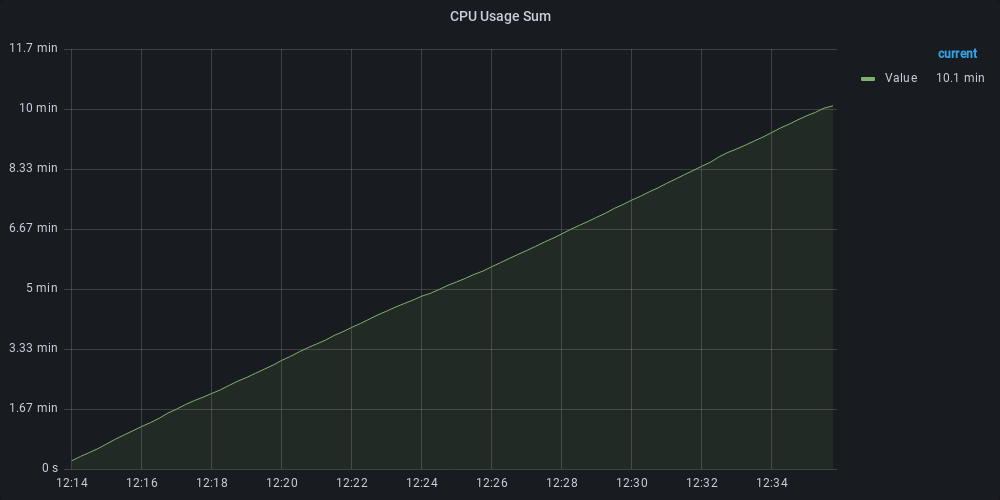 CPU Usage Sum
11.7 min
10 min
8.33 min
6.67 min
5 min
3.33 min
1.67 min
0 s
12:14 12:16 12:18 12:20 12:22 12:24 12:26 12:28 12:30 12:32 12:34
current
Value 10.1 min